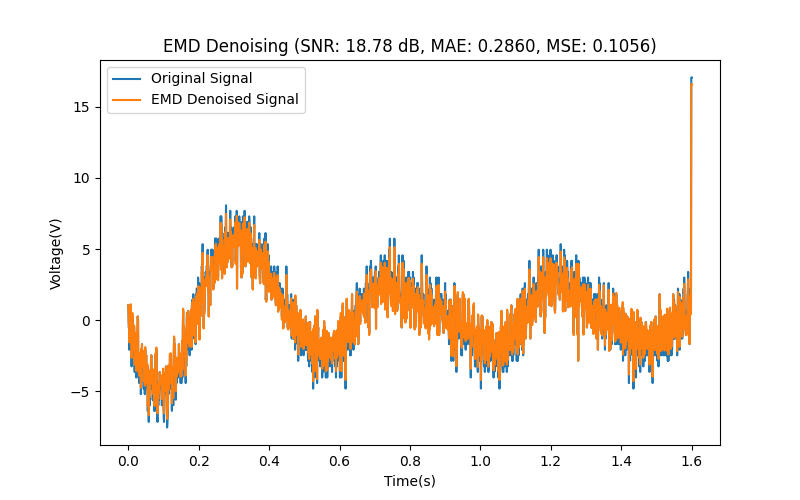 EMD Denoising (SNR: 18.78 dB, MAE: 0.2860, MSE: 0.1056)
Original Signal
EMD Denoised Signal
Voltage(V)
15
10
5
0
−5
0.0 0.2 0.4 0.6 0.8 1.0 1.2 1.4 1.6
Time(s)